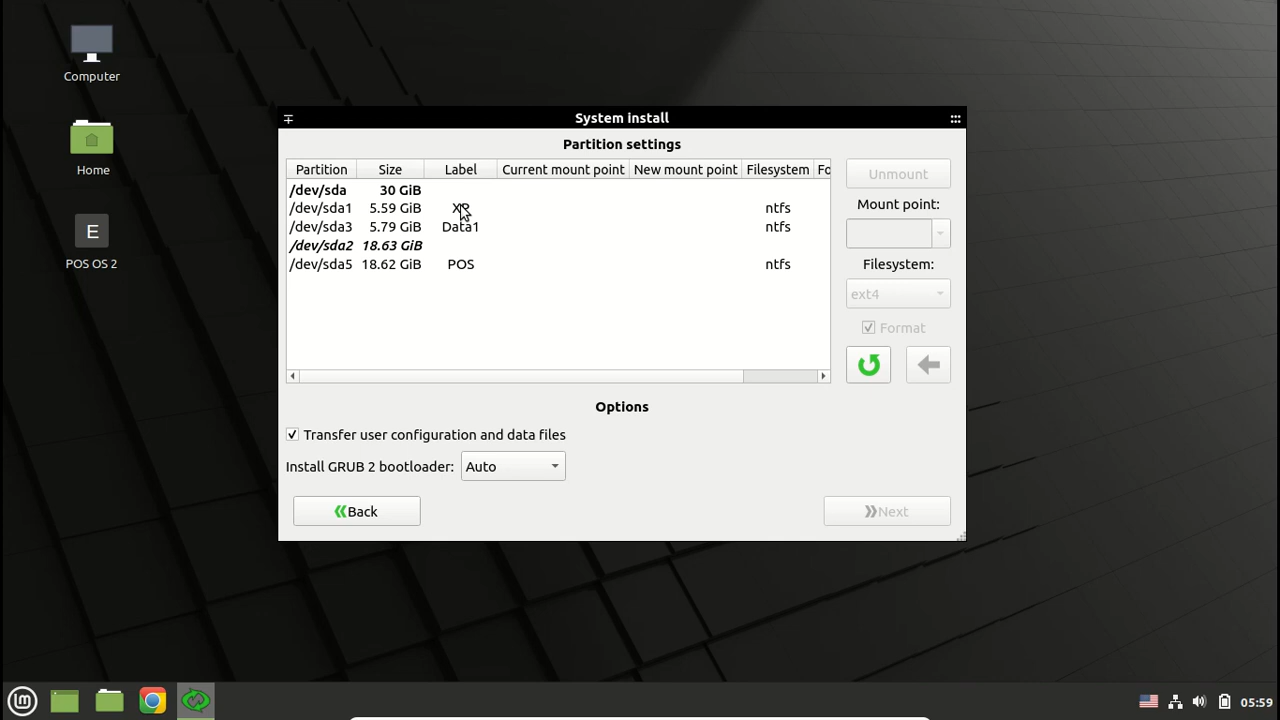 Computer
Home
E
POS OS 2
System install
Partition settings
Partition Size Label Current mount point New mount point Filesystem Fo
/dev/sda 30 GiB
/dev/sda1 5.59 GiB XP ntfs
/dev/sda3 5.79 GiB Data1 ntfs
/dev/sda2 18.63 GiB
/dev/sda5 18.62 GiB POS ntfs
Unmount
Mount point:
Filesystem:
ext4
Format
Options
Transfer user configuration and data files
Install GRUB 2 bootloader: Auto
Back
Next
lm
05:59